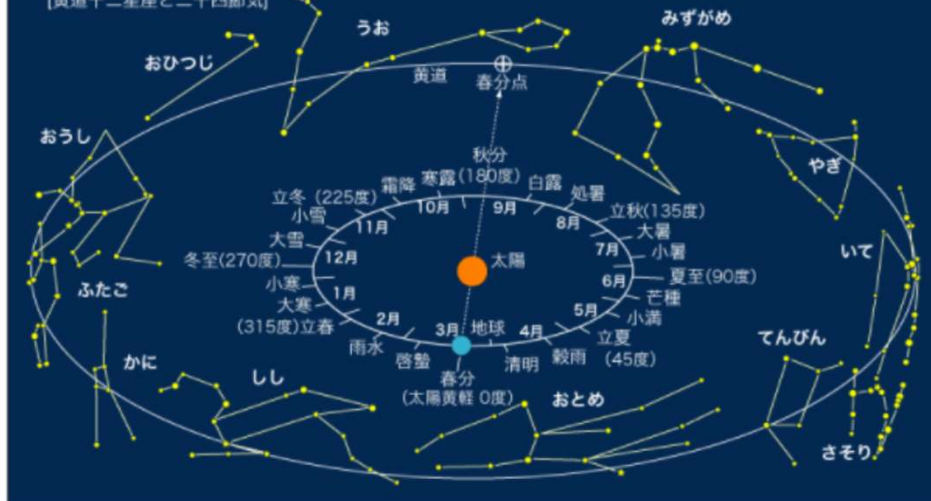 [黄道十二星座と二十四節気]
うお
みずがめ
おひつじ
黄道
春分点
おうし
やぎ
秋分
(180度)
寒露
白露
霜降
処暑
立冬 (225度)
立秋(135度)
小雪
大暑
大雪
小暑
冬至(270度)
夏至(90度)
小寒
芒種
大寒
小満
(315度)立春
立夏
(45度)
雨水
穀雨
啓蟄
清明
春分
(太陽黄軽 0度)
10月
9月
11月
8月
12月
7月
1月
6月
2月
5月
3月
4月
太陽
地球
いて
ふたご
てんびん
かに
しし
おとめ
さそり